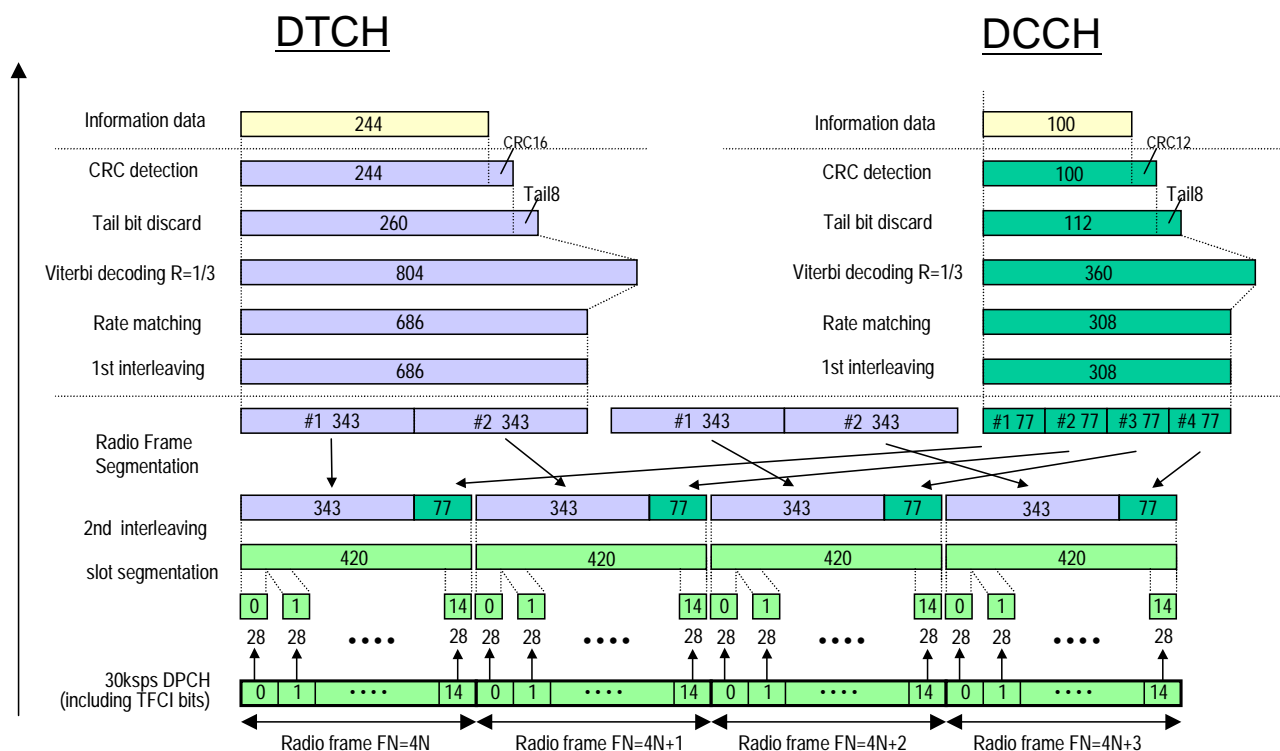 DTCH DCCH
Information data 244 Information data 100
CRC16 CRC12
CRC detection 244 CRC detection 100
Tail8 Tail8
Tail bit discard 260 Tail bit discard 112
Viterbi decoding R=1/3 804 Viterbi decoding R=1/3 360
Rate matching 686 Rate matching 308
1st interleaving 686 1st interleaving 308
#1 343 #2 343 #1 343 #2 343 #1 77 #2 77 #3 77 #4 77
Radio Frame
Segmentation
343 77 343 77 343 77 343 77
2nd interleaving
420 420 420 420
slot segmentation
0 1 14 0 1 14 0 1 14 0 1 14
28 28 •••• 28 28 28 •••• 28 28 28 •••• 28 28 28 •••• 28
30ksps DPCH
(including TFCI bits)
0 1 •••• 14 0 1 •••• 14 0 1 •••• 14 0 1 •••• 14
Radio frame FN=4N Radio frame FN=4N+1 Radio frame FN=4N+2 Radio frame FN=4N+3